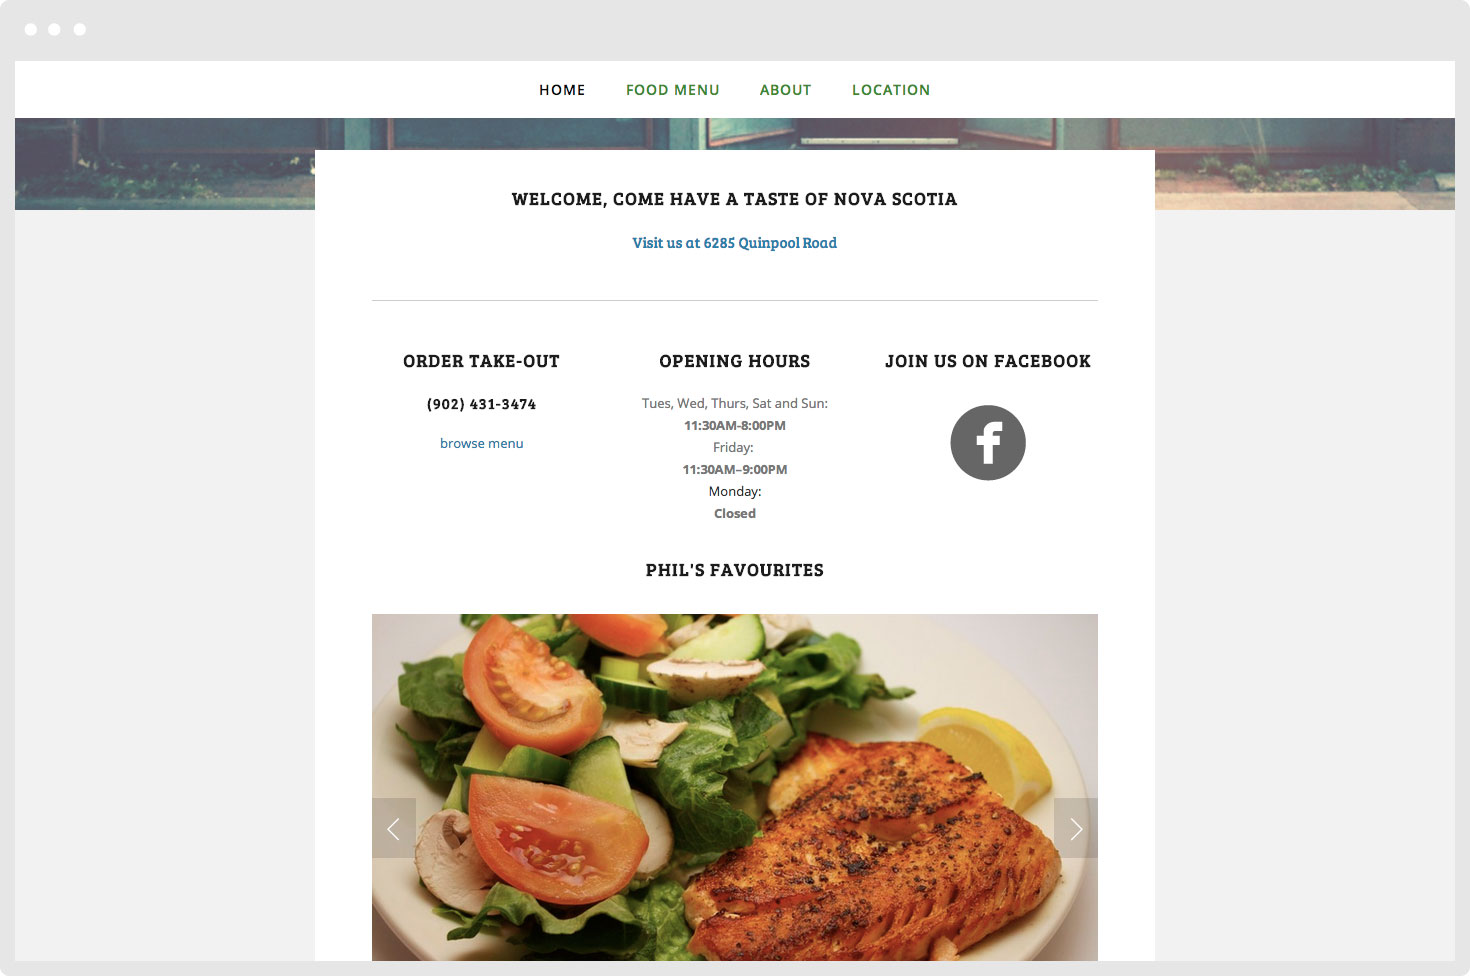 HOME FOOD MENU ABOUT LOCATION
WELCOME, COME HAVE A TASTE OF NOVA SCOTIA
Visit us at 6285 Quinpool Road
ORDER TAKE-OUT
(902) 431-3474
browse menu
OPENING HOURS
Tues, Wed, Thurs, Sat and Sun:
11:30AM-8:00PM
Friday:
11:30AM–9:00PM
Monday:
Closed
JOIN US ON FACEBOOK
f
PHIL'S FAVOURITES